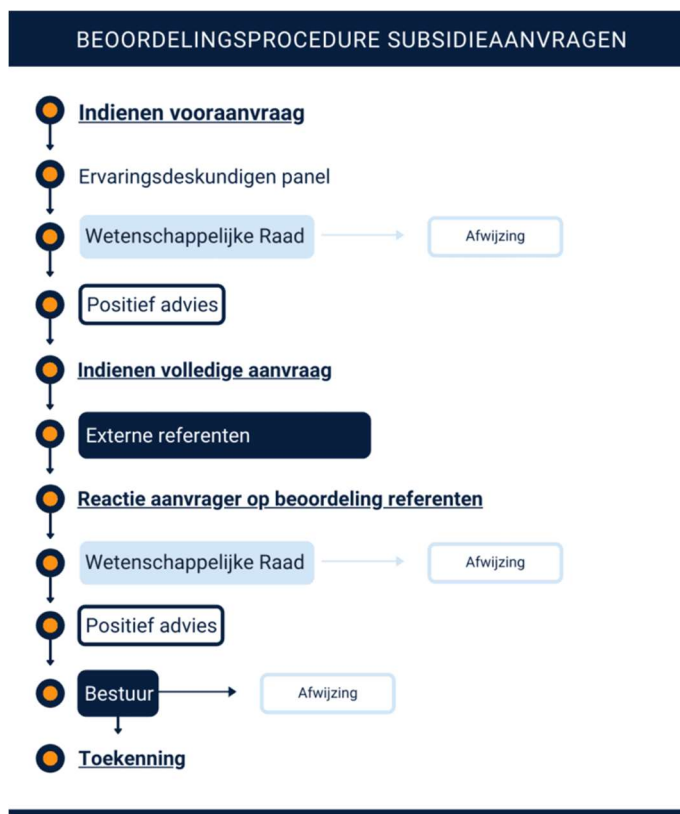 BEOORDELINGSPROCEDURE SUBSIDIEAANVRAGEN
Indienen vooraanvraag
Ervaringsdeskundigen panel
Wetenschappelijke Raad
Afwijzing
Positief advies
Indienen volledige aanvraag
Externe referenten
Reactie aanvrager op beoordeling referenten
Wetenschappelijke Raad
Afwijzing
Positief advies
Bestuur
Afwijzing
Toekenning